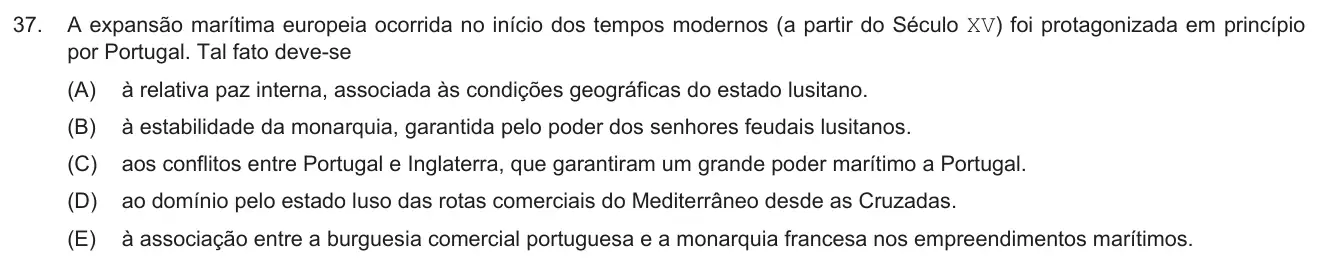 37. A expansão marítima europeia ocorrida no início dos tempos modernos (a partir do Século XV) foi protagonizada em princípio
por Portugal. Tal fato deve-se
(A) à relativa paz interna, associada às condições geográficas do estado lusitano.
(B) à estabilidade da monarquia, garantida pelo poder dos senhores feudais lusitanos.
(C) aos conflitos entre Portugal e Inglaterra, que garantiram um grande poder marítimo a Portugal.
(D) ao domínio pelo estado luso das rotas comerciais do Mediterrâneo desde as Cruzadas.
(E) à associação entre a burguesia comercial portuguesa e a monarquia francesa nos empreendimentos marítimos.